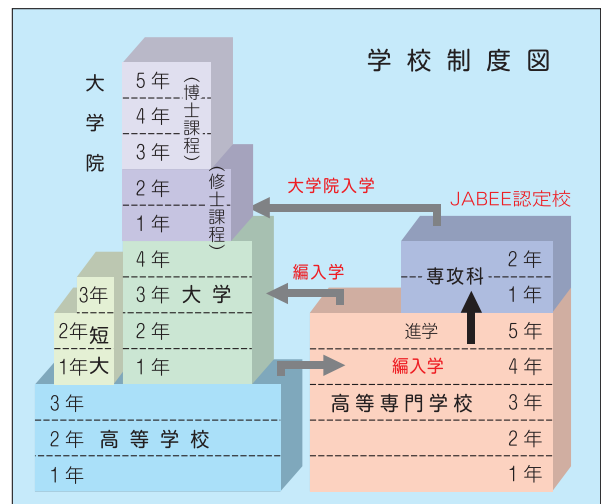 学校制度図
大学院
5年
4年
3年
(博士課程)
2年
1年
(修士課程)
大学院入学
JABEE認定校
4年
3年 大学
2年
1年
編入学
専攻科
2年
1年
3年
2年
1年
短大
進学
5年
編入学
4年
高等専門学校
3年
2年
1年
3年
2年 高等学校
1年